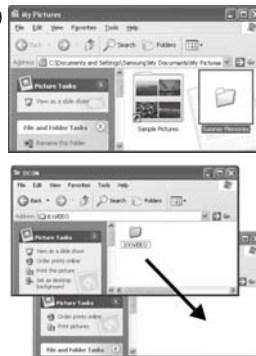 My Pictures
File Edit View Favorites Tools Help
Back Search Folders
Address C:\Documents and Settings\Samsung\My Documents\My Pictures Go
Picture Tasks
View as a slide show
Sample Pictures
Summer Memories
File and Folder Tasks
Rename this folder
DCIM
File Edit View Favorites Tools Help
Back Search Folders
Address Go
Picture Tasks
View as a slide show
Order prints online
Print this picture
Set as desktop
background
100VIDEO
Picture Tasks
Order prints online
Print pictures
File and Folder Tasks